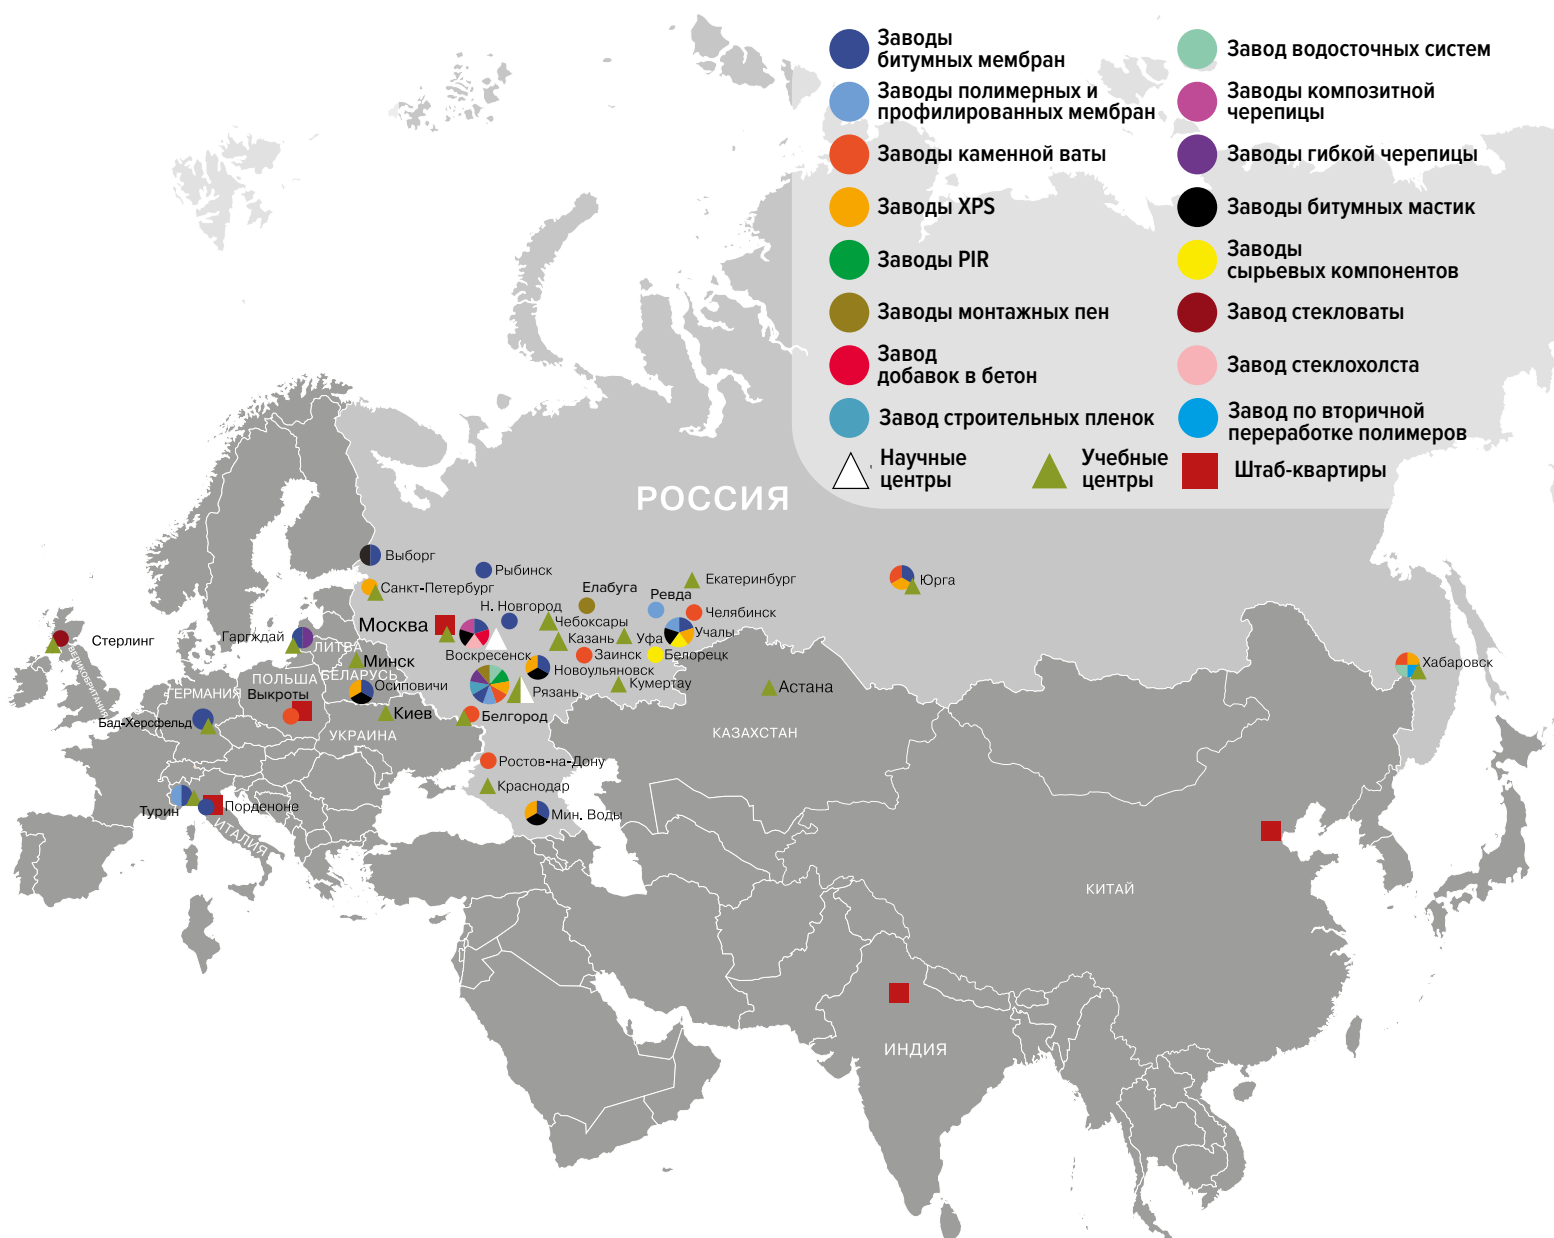 Заводы
битумных мембран
Заводы полимерных и
профилированных мембран
Заводы каменной ваты
Заводы XPS
Заводы PIR
Заводы монтажных пен
Завод
добавок в бетон
Завод строительных пленок
Завод водосточных систем
Заводы композитной
черепицы
Заводы гибкой черепицы
Заводы битумных мастик
Заводы
сырьевых компонентов
Завод стекловаты
Завод стеклохолста
Завод по вторичной
переработке полимеров
Научные
центры
Учебные
центры
Штаб-квартиры
РОССИЯ
Выборг
Рыбинск
Санкт-Петербург
Елабуга
Екатеринбург
Ревда
Юрга
Н. Новгород
Челябинск
Москва
Чебоксары
Гаргждай
Стерлинг
Казань
Уфа
Учалы
ЛИТВА
ВЕЛИКОБРИТАНИЯ
Воскресенск
Заинск
Белорецк
Минск
Хабаровск
Новоульяновск
БЕЛАРУСЬ
ПОЛЬША
Осиповичи
Кумертау
Астана
ГЕРМАНИЯ
Выкроты
Рязань
Киев
Белгород
Бад-Херсфельд
УКРАИНА
КАЗАХСТАН
Ростов-на-Дону
Краснодар
Турин
Порденоне
Мин. Воды
ИТАЛИЯ
КИТАЙ
ИНДИЯ